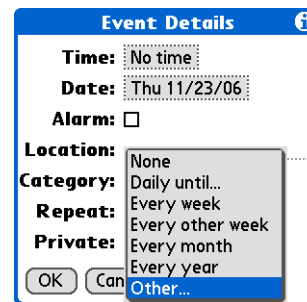 Event Details
Time: No time
Date: Thu 11/23/06
Alarm:
Location:
Category:
Repeat:
Private:
None
Daily until...
Every week
Every other week
Every month
Every year
Other...
OK Can